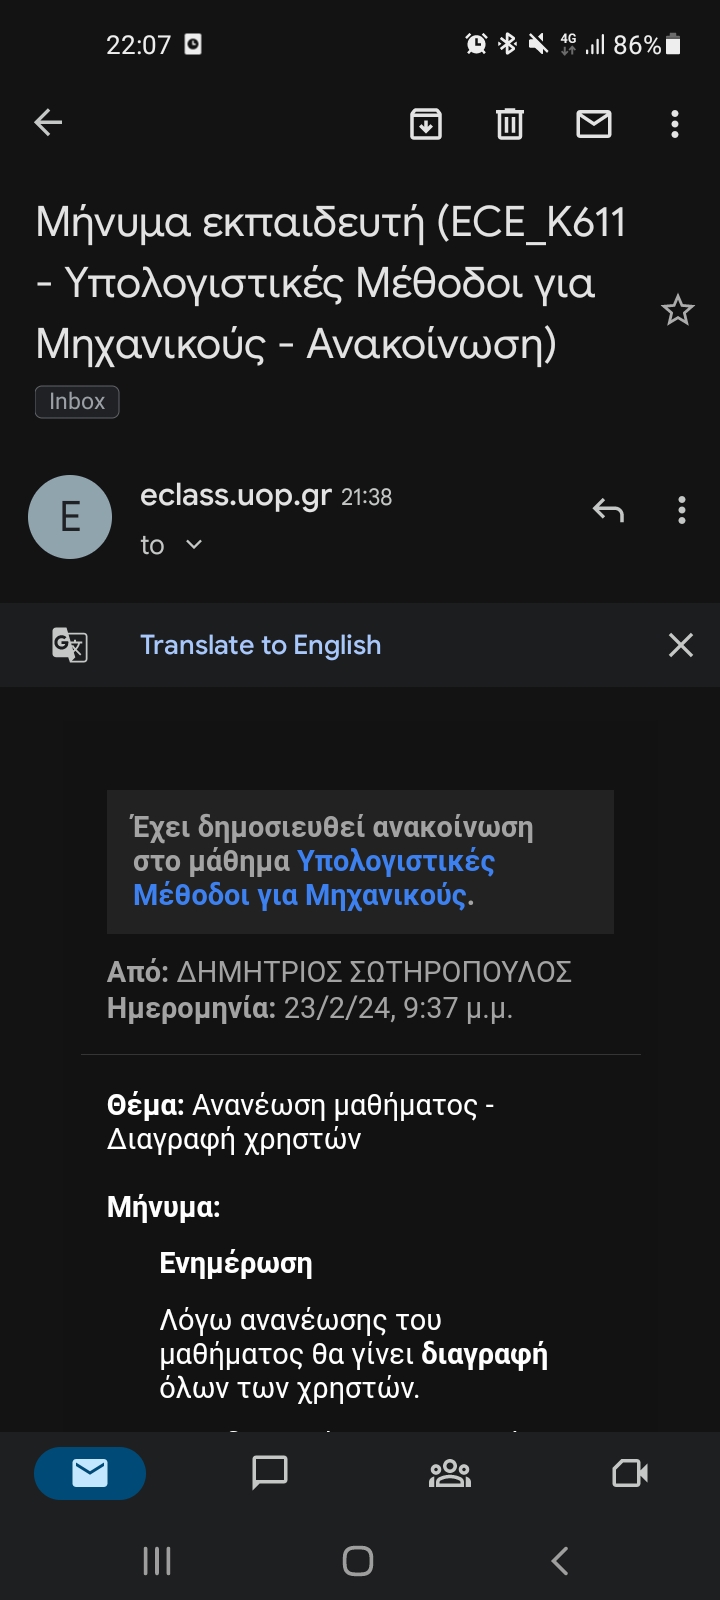 22:07
4G
86%
Μήνυμα εκπαιδευτή (ECE_K611
- Υπολογιστικές Μέθοδοι για
Μηχανικούς - Ανακοίνωση)
Inbox
E
eclass.uop.gr 21:38
to
G
Translate to English
Έχει δημοσιευθεί ανακοίνωση
στο μάθημα Υπολογιστικές
Μέθοδοι για Μηχανικούς.
Από: ΔΗΜΗΤΡΙΟΣ ΣΩΤΗΡΟΠΟΥΛΟΣ
Ημερομηνία: 23/2/24, 9:37 μ.μ.
Θέμα: Ανανέωση μαθήματος -
Διαγραφή χρηστών
Μήνυμα:
Ενημέρωση
Λόγω ανανέωσης του
μαθήματος θα γίνει διαγραφή
όλων των χρηστών.